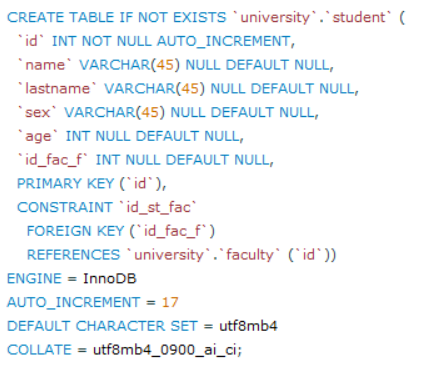 CREATE TABLE IF NOT EXISTS `university`.`student` (
`id` INT NOT NULL AUTO_INCREMENT,
`name` VARCHAR(45) NULL DEFAULT NULL,
`lastname` VARCHAR(45) NULL DEFAULT NULL,
`sex` VARCHAR(45) NULL DEFAULT NULL,
`age` INT NULL DEFAULT NULL,
`id_fac_f` INT NULL DEFAULT NULL,
PRIMARY KEY (`id`),
CONSTRAINT `id_st_fac`
FOREIGN KEY (`id_fac_f`)
REFERENCES `university`.`faculty` (`id`))
ENGINE = InnoDB
AUTO_INCREMENT = 17
DEFAULT CHARACTER SET = utf8mb4
COLLATE = utf8mb4_0900_ai_ci;